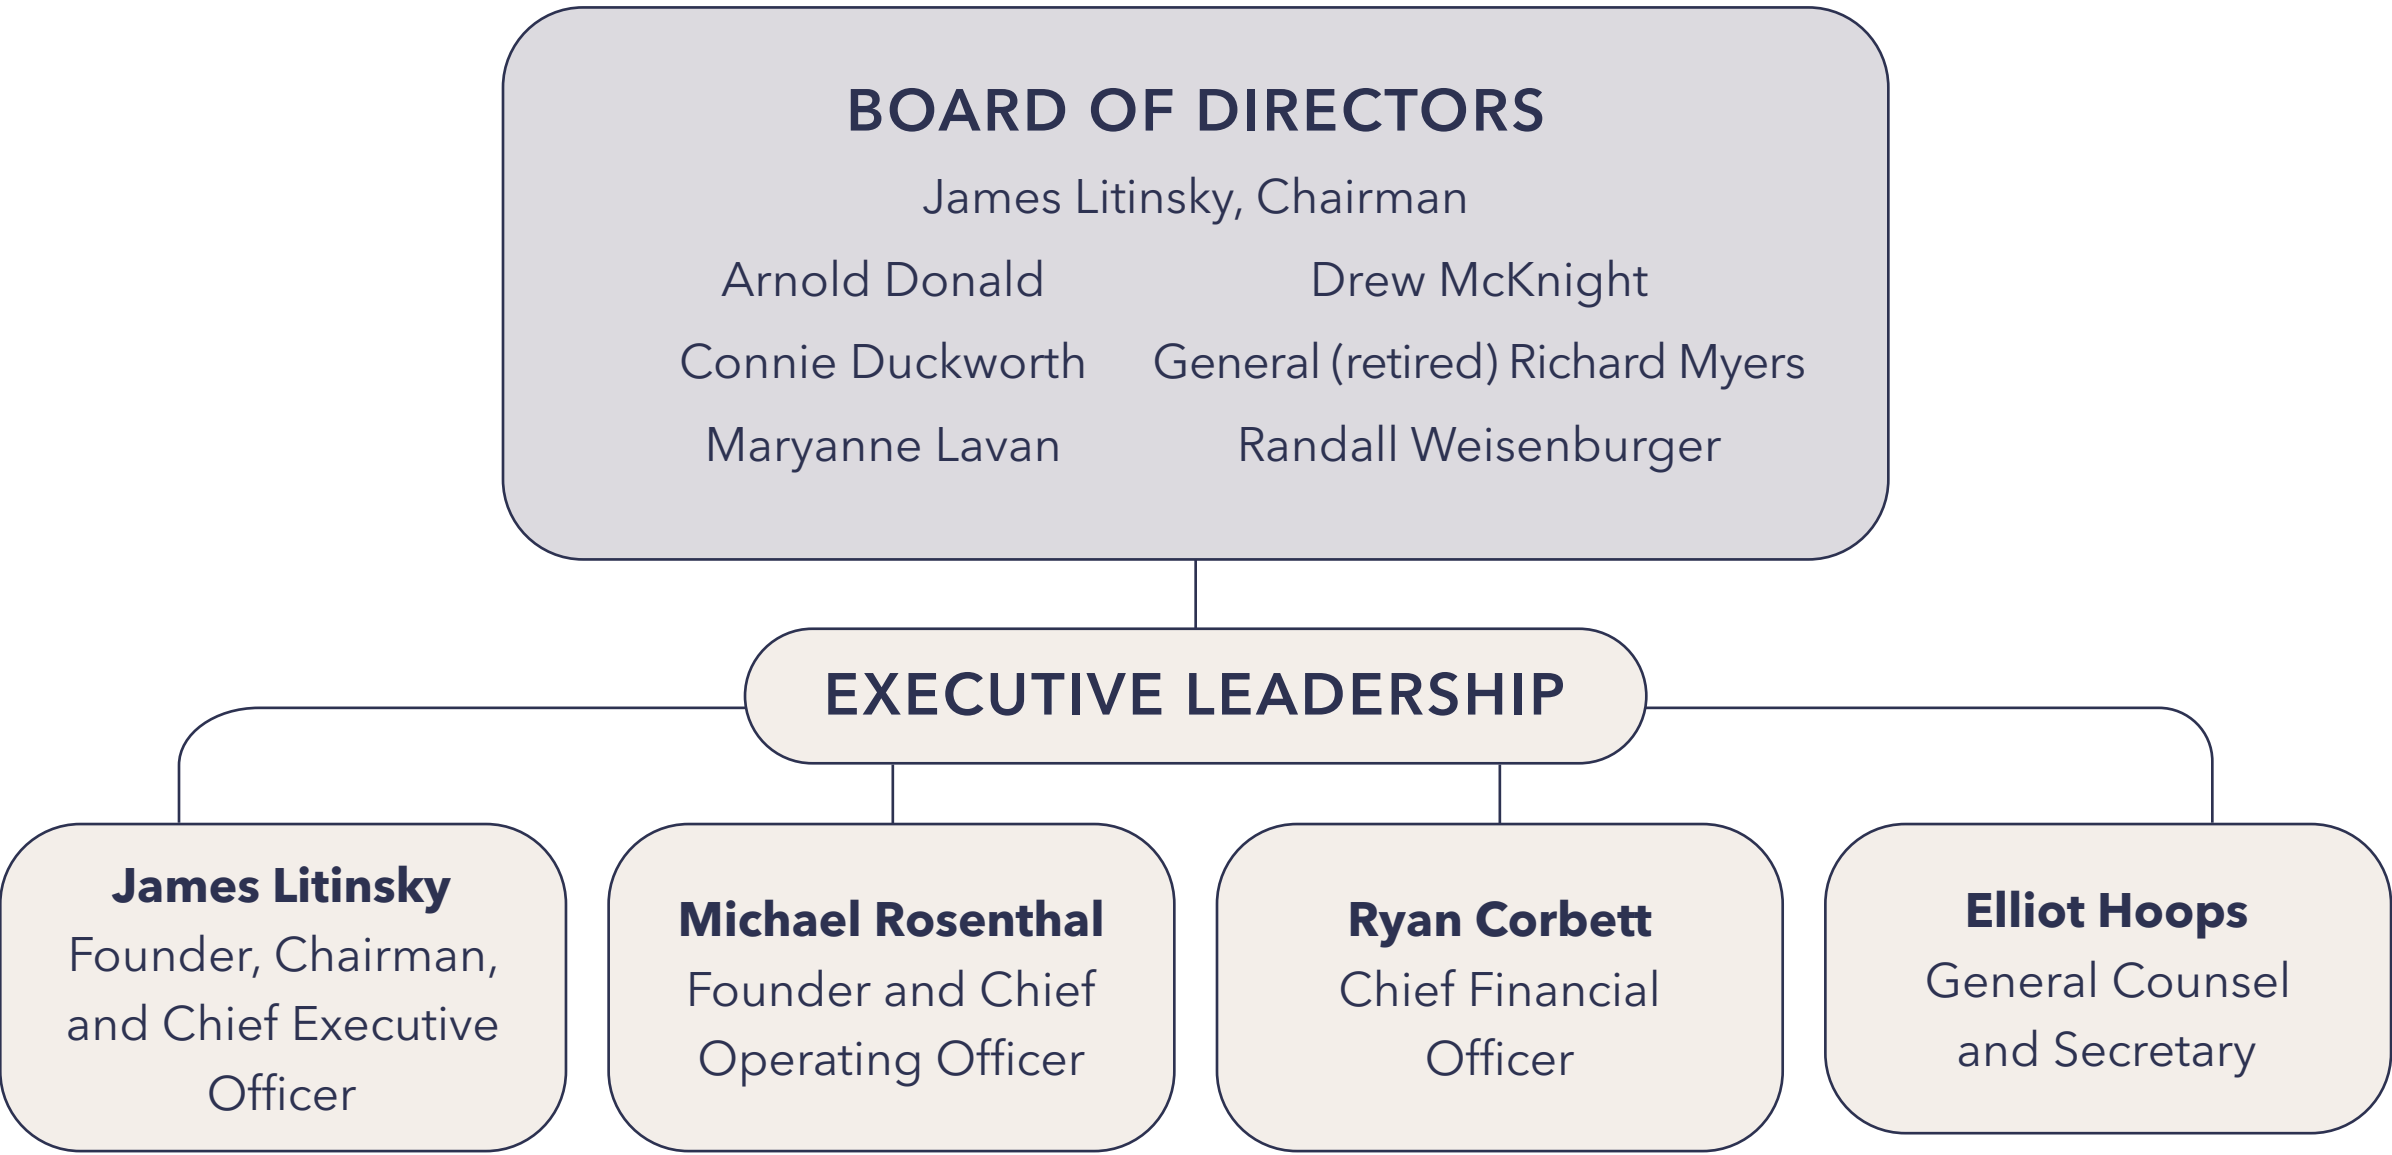 BOARD OF DIRECTORS
James Litinsky, Chairman
Arnold Donald
Drew McKnight
Connie Duckworth
General (retired) Richard Myers
Maryanne Lavan
Randall Weisenburger
EXECUTIVE LEADERSHIP
James Litinsky
Founder, Chairman,
and Chief Executive
Officer
Michael Rosenthal
Founder and Chief
Operating Officer
Ryan Corbett
Chief Financial
Officer
Elliot Hoops
General Counsel
and Secretary